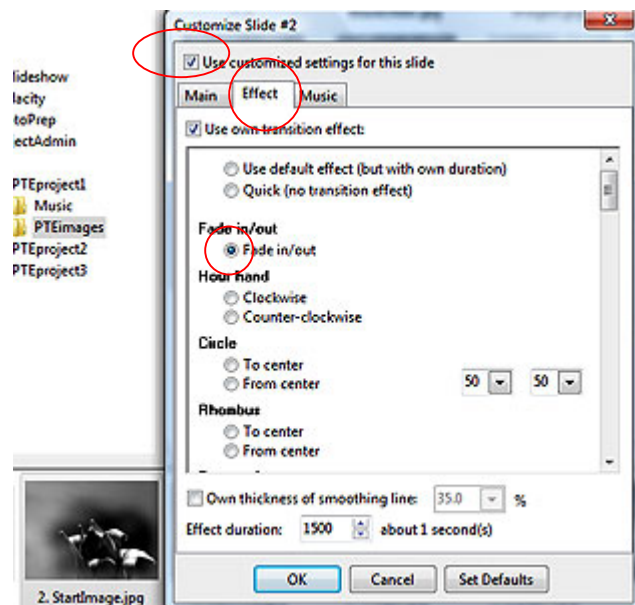 Customize Slide #2
Use customised settings for this slide
Main Effect Music
Use own transition effect:
Use default effect (but with own duration)
Quick (no transition effect)
Fade in/out
Fade in/out
Hour hand
Clockwise
Counter-clockwise
Circle
To center
From center 50 50
Rhombus
To center
From center
Own thickness of smoothing line: 35.0 %
Effect duration: 1500 about 1 second(s)
OK Cancel Set Defaults
lideshow
lacity
toPrep
ectAdmin
PTEproject1
Music
PTEimages
PTEproject2
PTEproject3
2. StartImage.jpg